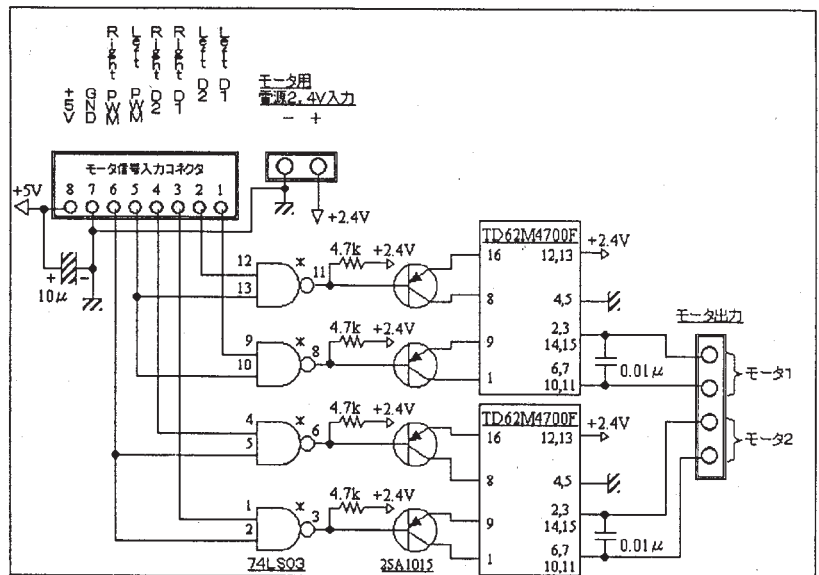 Right PWM
Left PWM
Right D2
Right D1
Left D2
Left D1
+5V
GND
モータ用
電源2,4V入力
- +
モータ信号入力コネクタ
8 7 6 5 4 3 2 1
+5V
+2.4V
+ -
10μ
12
13
*
11
4.7k
+2.4V
9
10
*
8
4.7k
+2.4V
4
5
*
6
4.7k
+2.4V
1
2
*
3
4.7k
+2.4V
74LS03
2SA1015
TD62M4700F
16
8
9
1
12,13
4,5
2,3
14,15
6,7
10,11
+2.4V
0.01μ
TD62M4700F
16
8
9
1
12,13
4,5
2,3
14,15
6,7
10,11
+2.4V
0.01μ
モータ出力
モータ1
モータ2